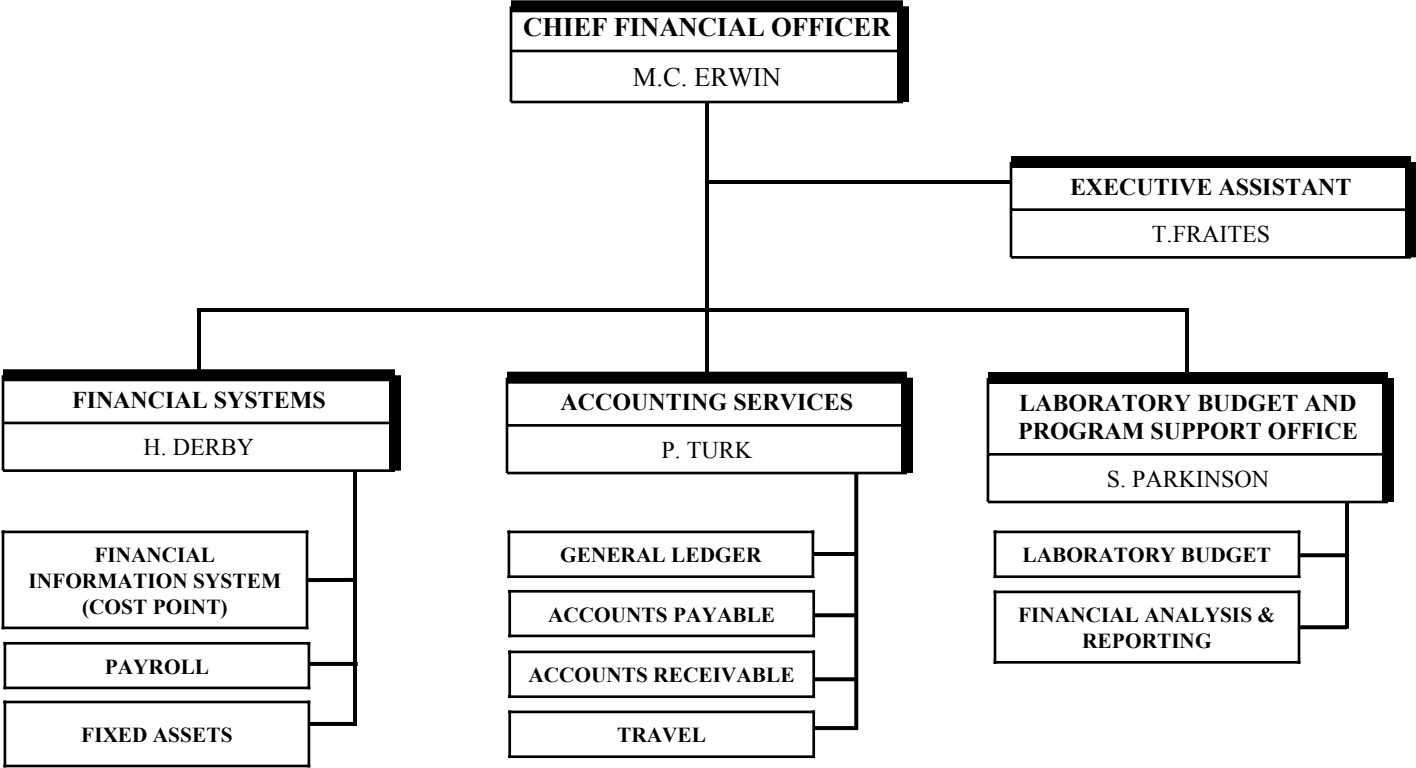 CHIEF FINANCIAL OFFICER
M.C. ERWIN
EXECUTIVE ASSISTANT
T.FRAITES
FINANCIAL SYSTEMS
H. DERBY
FINANCIAL
INFORMATION SYSTEM
(COST POINT)
PAYROLL
FIXED ASSETS
ACCOUNTING SERVICES
P. TURK
GENERAL LEDGER
ACCOUNTS PAYABLE
ACCOUNTS RECEIVABLE
TRAVEL
LABORATORY BUDGET AND
PROGRAM SUPPORT OFFICE
S. PARKINSON
LABORATORY BUDGET
FINANCIAL ANALYSIS &
REPORTING